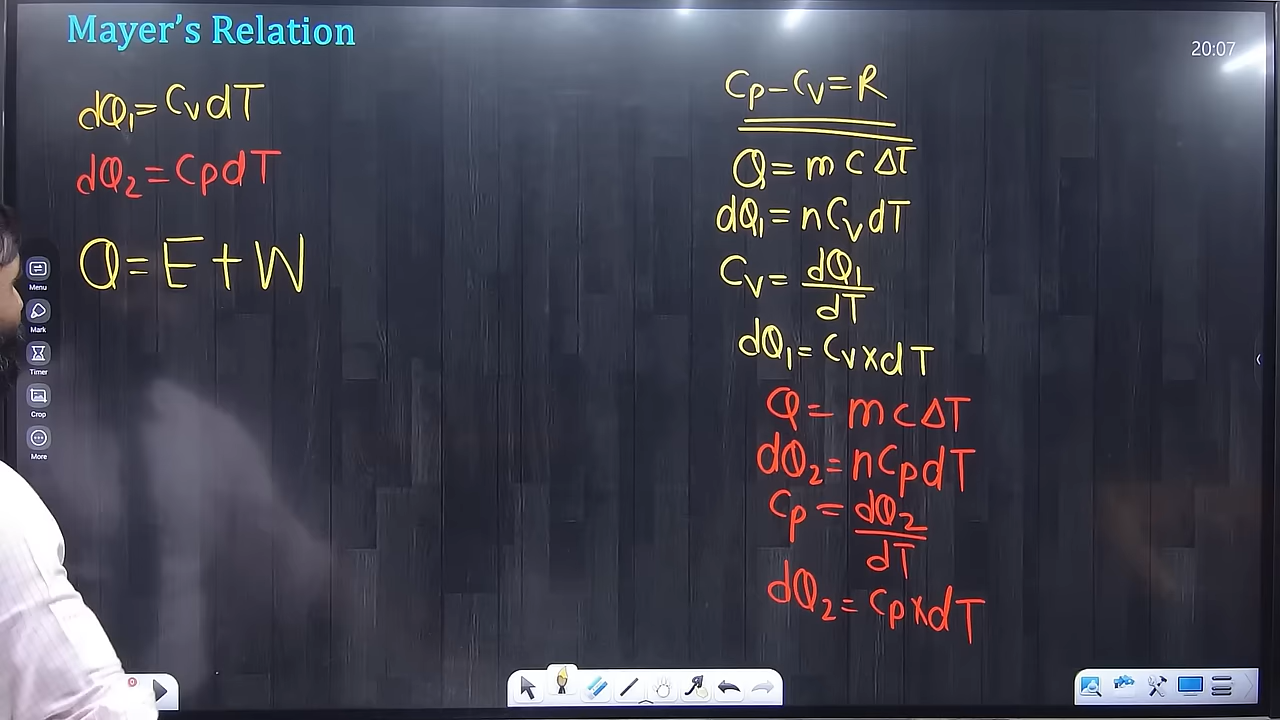 Mayer's Relation
20:07
dQ₁=CvdT
dQ₂=CpdT
Q=E+W
Cp-Cv=R
Q=mcΔT
dQ₁=nCvdT
Cv=dQ₁/dT
dQ₁=Cv×dT
Q=mcΔT
dQ₂=nCpdT
Cp=dQ₂/dT
dQ₂=Cp×dT
Menu
Mark
Timer
Crop
More